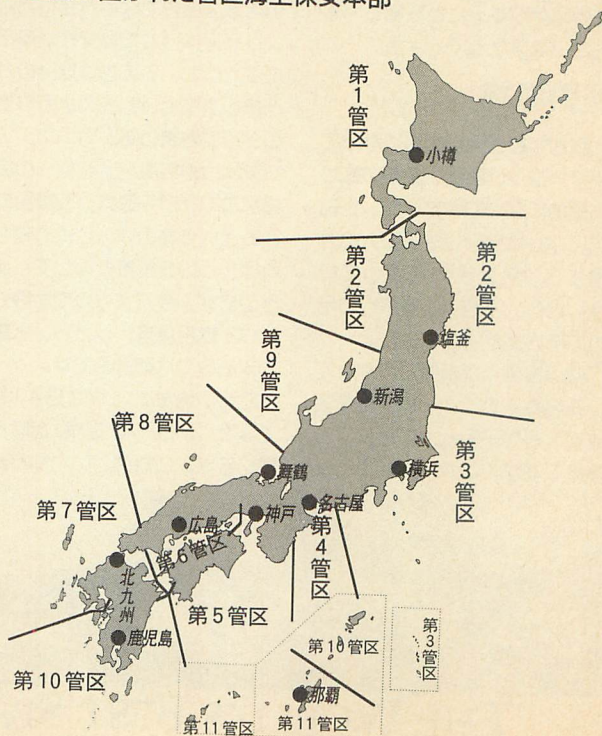 第1管区
小樽
第2管区
第2管区
塩釜
第9管区
新潟
第8管区
第3管区
舞鶴
横浜
第7管区
名古屋
神戸
広島
第4管区
第6管区
北九州
第5管区
鹿児島
第10管区
第10管区
第3管区
那覇
第11管区
第11管区